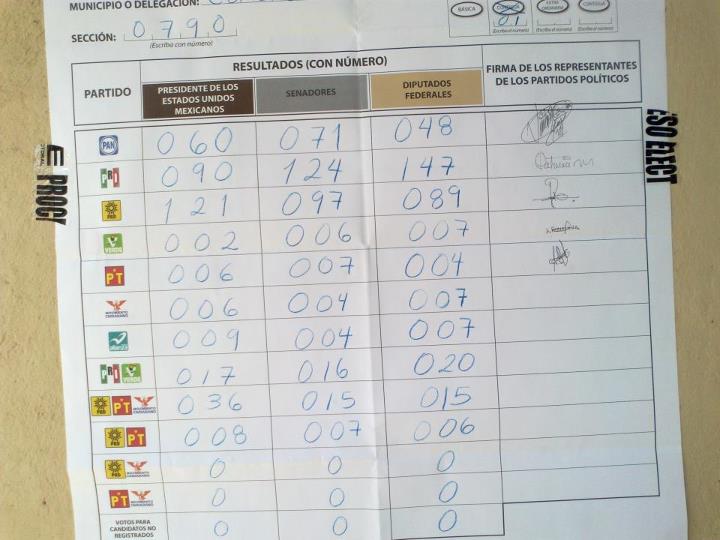 MUNICIPIO O DELEGACIÓN:
SECCIÓN: 0 7 9 0
(Escriba con número)
BÁSICA CONTIGUA EXTRAORDINARIA CONTIGUA
01
(Escriba el número) (Escriba el número) (Escriba el número)
PARTIDO
RESULTADOS (CON NÚMERO)
FIRMA DE LOS REPRESENTANTES DE LOS PARTIDOS POLÍTICOS
PRESIDENTE DE LOS ESTADOS UNIDOS MEXICANOS
SENADORES
DIPUTADOS FEDERALES
PAN 060 071 048
PRI 090 124 147
PRD 121 097 089
VERDE 002 006 007
PT 006 007 004
MOVIMIENTO CIUDADANO 006 004 007
alianza 009 004 007
PRI VERDE 017 016 020
PRD PT MOVIMIENTO CIUDADANO 036 015 015
PRD PT 008 007 006
PRD MOVIMIENTO CIUDADANO 0 0 0
PT MOVIMIENTO CIUDADANO 0 0 0
VOTOS PARA CANDIDATOS NO REGISTRADOS 0 0 0
E PROC
SO ELECT